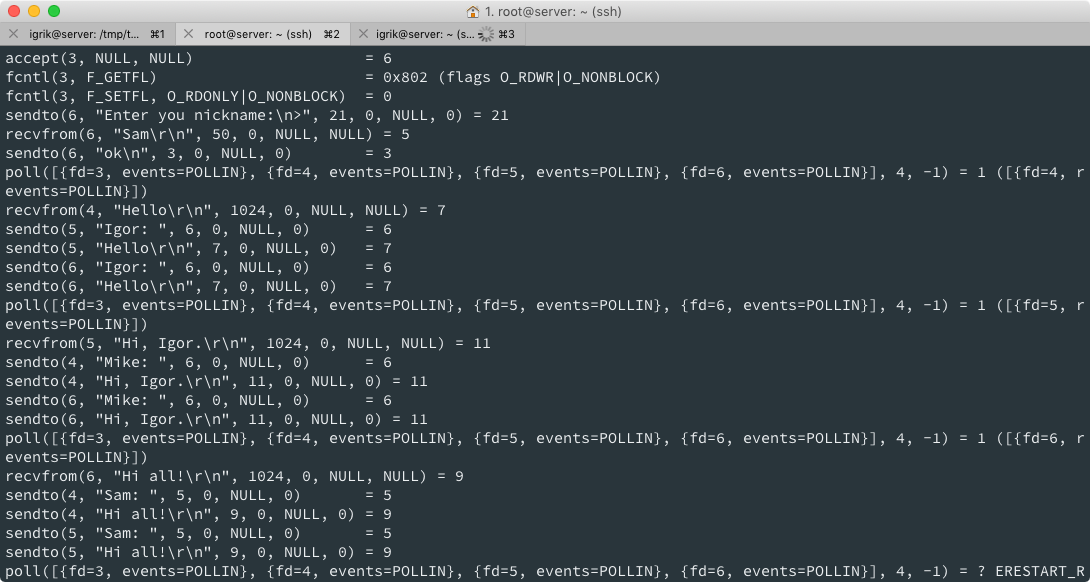 1. root@server: ~ (ssh)
igrik@server: /tmp/t... ⌘1 root@server: ~ (ssh) ⌘2 igrik@server: ~ (s... ⌘3
accept(3, NULL, NULL) = 6
fcntl(3, F_GETFL) = 0x802 (flags O_RDWR|O_NONBLOCK)
fcntl(3, F_SETFL, O_RDONLY|O_NONBLOCK) = 0
sendto(6, "Enter you nickname:\n>", 21, 0, NULL, 0) = 21
recvfrom(6, "Sam\r\n", 50, 0, NULL, NULL) = 5
sendto(6, "ok\n", 3, 0, NULL, 0) = 3
poll([{fd=3, events=POLLIN}, {fd=4, events=POLLIN}, {fd=5, events=POLLIN}, {fd=6, events=POLLIN}], 4, -1) = 1 ([{fd=4, r
events=POLLIN}])
recvfrom(4, "Hello\r\n", 1024, 0, NULL, NULL) = 7
sendto(5, "Igor: ", 6, 0, NULL, 0) = 6
sendto(5, "Hello\r\n", 7, 0, NULL, 0) = 7
sendto(6, "Igor: ", 6, 0, NULL, 0) = 6
sendto(6, "Hello\r\n", 7, 0, NULL, 0) = 7
poll([{fd=3, events=POLLIN}, {fd=4, events=POLLIN}, {fd=5, events=POLLIN}, {fd=6, events=POLLIN}], 4, -1) = 1 ([{fd=5, r
events=POLLIN}])
recvfrom(5, "Hi, Igor.\r\n", 1024, 0, NULL, NULL) = 11
sendto(4, "Mike: ", 6, 0, NULL, 0) = 6
sendto(4, "Hi, Igor.\r\n", 11, 0, NULL, 0) = 11
sendto(6, "Mike: ", 6, 0, NULL, 0) = 6
sendto(6, "Hi, Igor.\r\n", 11, 0, NULL, 0) = 11
poll([{fd=3, events=POLLIN}, {fd=4, events=POLLIN}, {fd=5, events=POLLIN}, {fd=6, events=POLLIN}], 4, -1) = 1 ([{fd=6, r
events=POLLIN}])
recvfrom(6, "Hi all!\r\n", 1024, 0, NULL, NULL) = 9
sendto(4, "Sam: ", 5, 0, NULL, 0) = 5
sendto(4, "Hi all!\r\n", 9, 0, NULL, 0) = 9
sendto(5, "Sam: ", 5, 0, NULL, 0) = 5
sendto(5, "Hi all!\r\n", 9, 0, NULL, 0) = 9
poll([{fd=3, events=POLLIN}, {fd=4, events=POLLIN}, {fd=5, events=POLLIN}, {fd=6, events=POLLIN}], 4, -1) = ? ERESTART_R